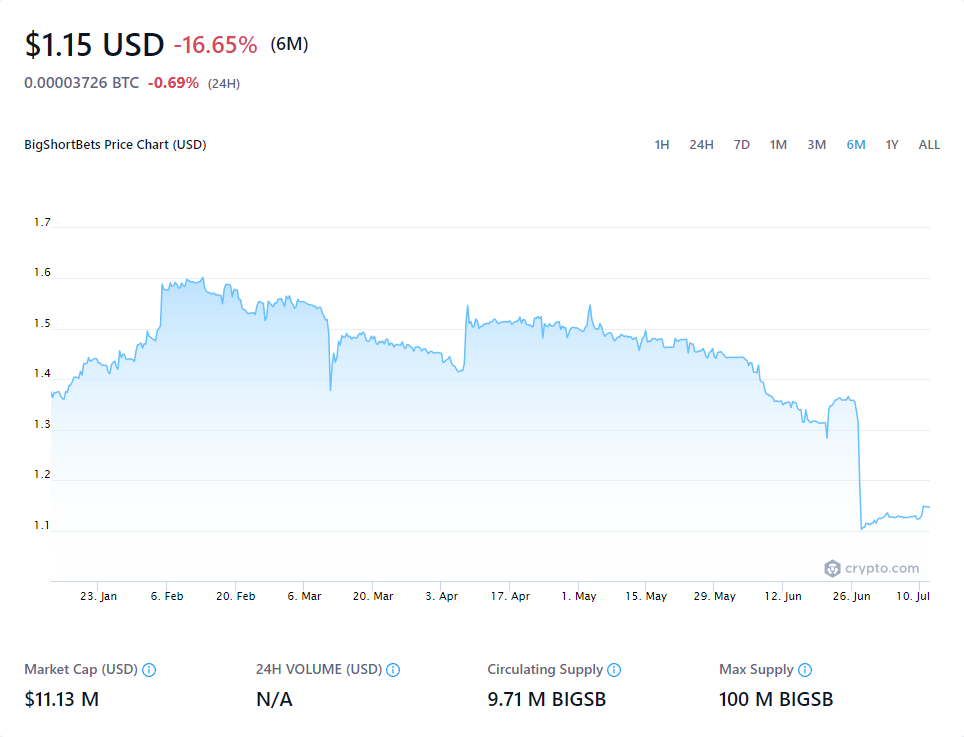 $1.15 USD -16.65% (6M)
0.00003726 BTC -0.69% (24H)
BigShortBets Price Chart (USD) 1H 24H 7D 1M 3M 6M 1Y ALL
1.7
1.6
1.5
1.4
1.3
1.2
1.1
crypto.com
23. Jan 6. Feb 20. Feb 6. Mar 20. Mar 3. Apr 17. Apr 1. May 15. May 29. May 12. Jun 26. Jun 10. Jul
Market Cap (USD) 24H VOLUME (USD) Circulating Supply Max Supply
$11.13 M N/A 9.71 M BIGSB 100 M BIGSB